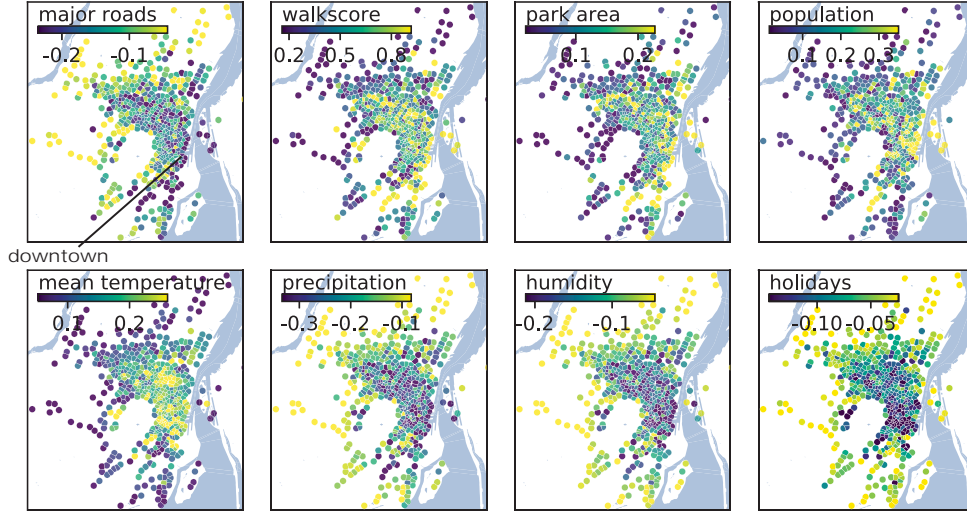 major roads
-0.2 -0.1
walkscore
0.2 0.5 0.8
park area
0.1 0.2
population
0.1 0.2 0.3
downtown
mean temperature
0.1 0.2
precipitation
-0.3 -0.2 -0.1
humidity
-0.2 -0.1
holidays
-0.10 -0.05